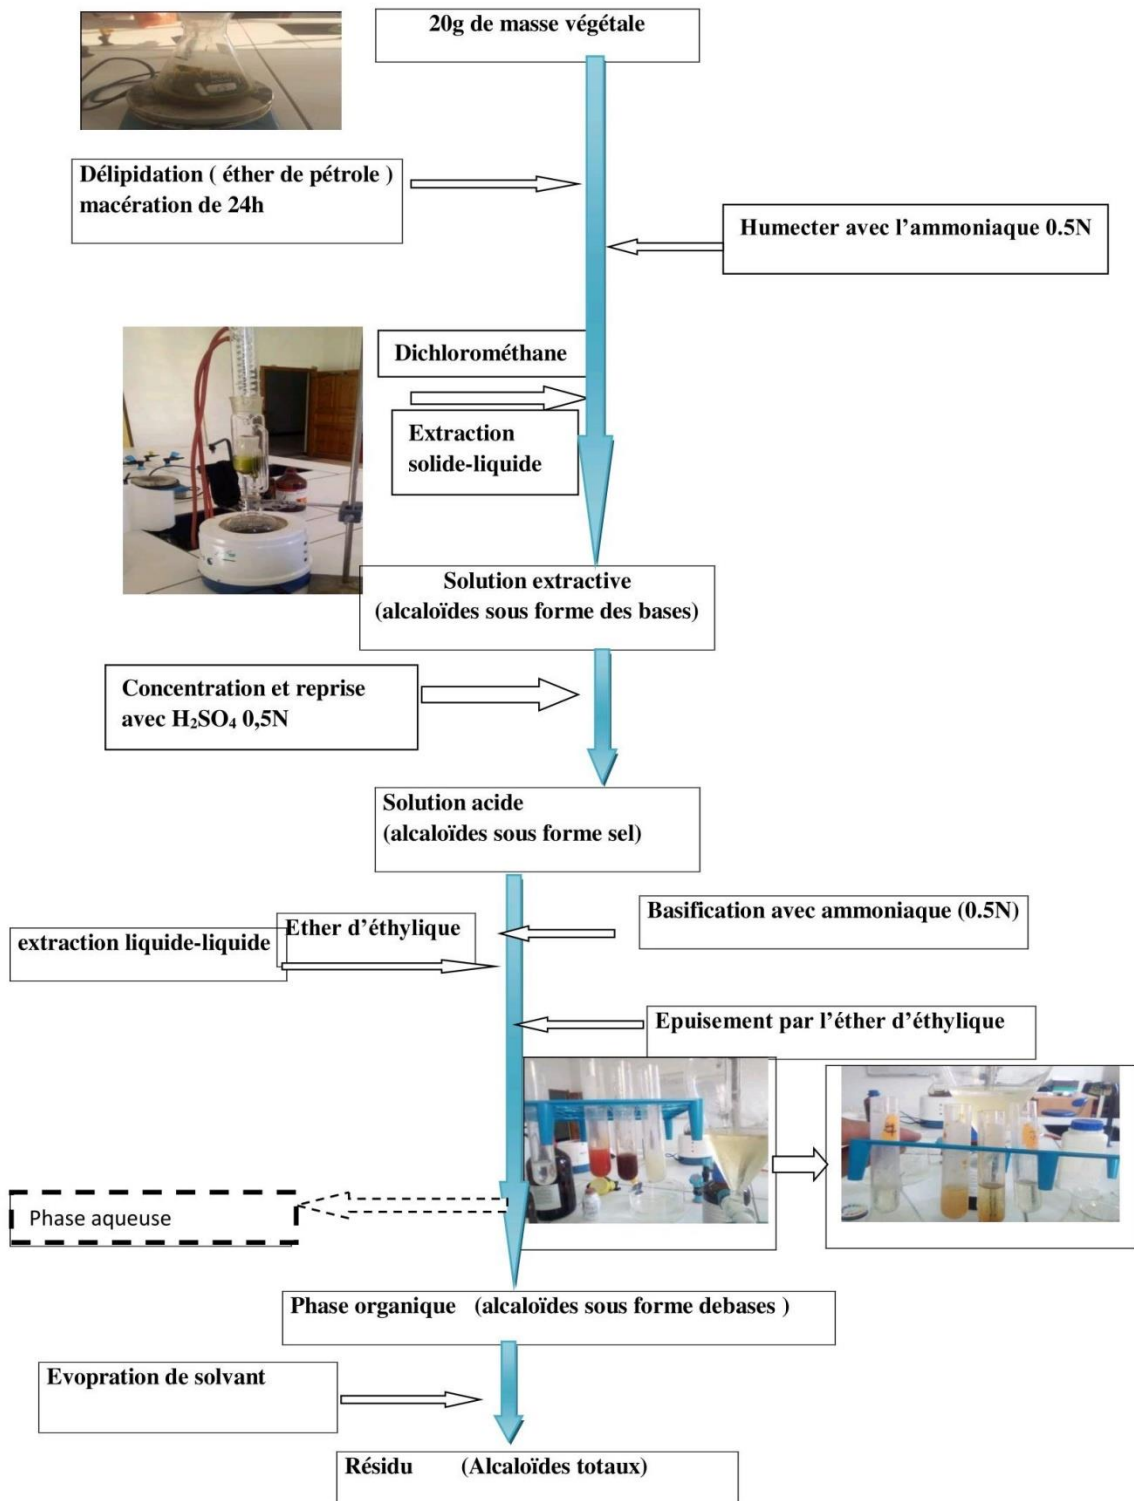 20g de masse végétale
Délipidation ( éther de pétrole )
macération de 24h
Humecter avec l’ammoniaque 0.5N
Dichlorométhane
Extraction
solide-liquide
Solution extractive
(alcaloïdes sous forme des bases)
Concentration et reprise
avec H₂SO₄ 0,5N
Solution acide
(alcaloïdes sous forme sel)
Basification avec ammoniaque (0.5N)
Ether d’éthylique
extraction liquide-liquide
Epuisement par l’éther d’éthylique
Phase aqueuse
Phase organique (alcaloïdes sous forme debases )
Evopration de solvant
Résidu (Alcaloïdes totaux)